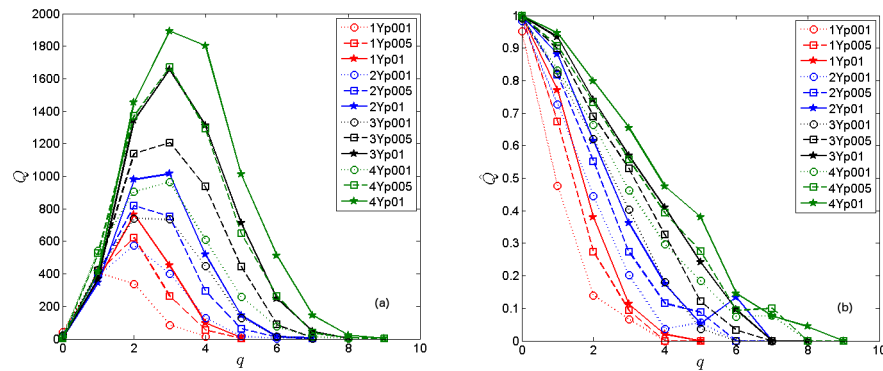 2000
1800
1600
1400
1200
1000
800
600
400
200
0
0 2 4 6 8 10
Q
q
(a)
1Yp001
1Yp005
1Yp01
2Yp001
2Yp005
2Yp01
3Yp001
3Yp005
3Yp01
4Yp001
4Yp005
4Yp01
1
0.9
0.8
0.7
0.6
0.5
0.4
0.3
0.2
0.1
0
0 2 4 6 8 10
Q̂
q
(b)
1Yp001
1Yp005
1Yp01
2Yp001
2Yp005
2Yp01
3Yp001
3Yp005
3Yp01
4Yp001
4Yp005
4Yp01